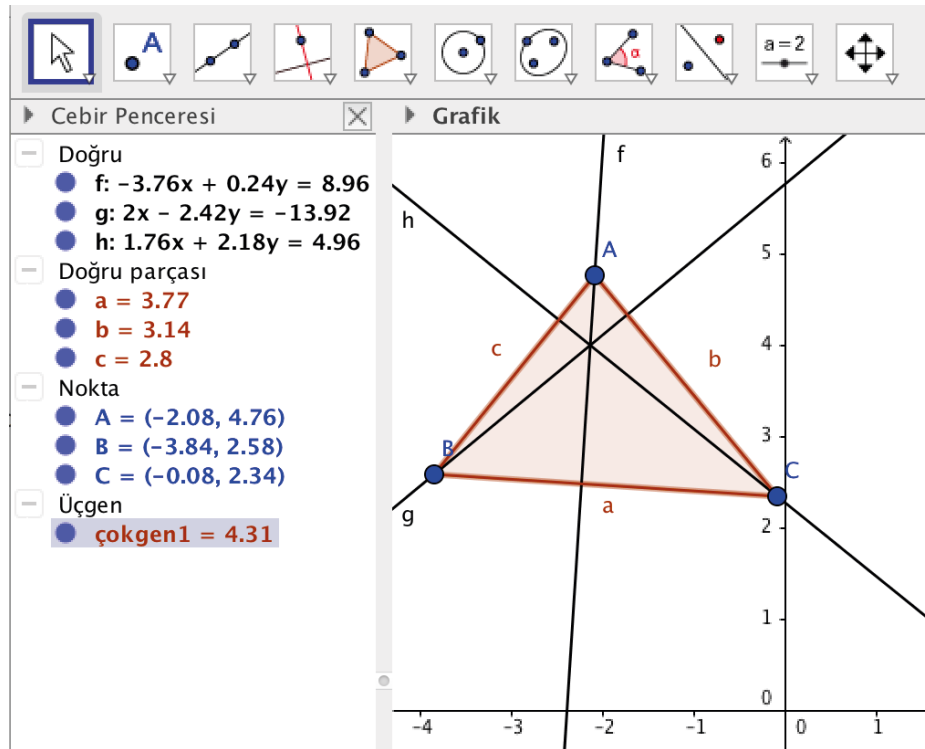 A
α
a = 2
Cebir Penceresi
Grafik
Doğru
f: −3.76x + 0.24y = 8.96
g: 2x − 2.42y = −13.92
h: 1.76x + 2.18y = 4.96
Doğru parçası
a = 3.77
b = 3.14
c = 2.8
Nokta
A = (−2.08, 4.76)
B = (−3.84, 2.58)
C = (−0.08, 2.34)
Üçgen
çokgen1 = 4.31
f
6
h
A
5
c
4
b
B
3
C
g
a
2
1
0
−4 −3 −2 −1 0 1